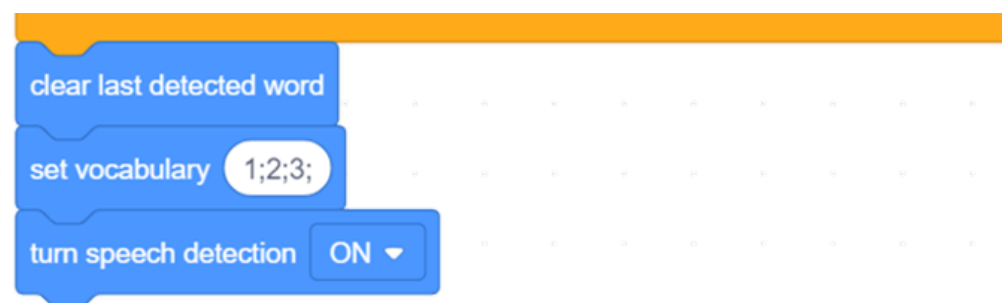 clear last detected word
set vocabulary 1;2;3;
turn speech detection ON